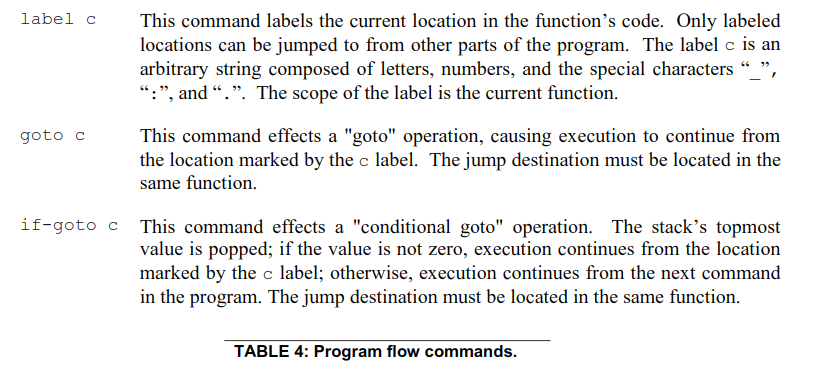 label c This command labels the current location in the function’s code. Only labeled
locations can be jumped to from other parts of the program. The label c is an
arbitrary string composed of letters, numbers, and the special characters “_”,
“:”, and “.”. The scope of the label is the current function.
goto c This command effects a "goto" operation, causing execution to continue from
the location marked by the c label. The jump destination must be located in the
same function.
if-goto c This command effects a "conditional goto" operation. The stack’s topmost
value is popped; if the value is not zero, execution continues from the location
marked by the c label; otherwise, execution continues from the next command
in the program. The jump destination must be located in the same function.
TABLE 4: Program flow commands.